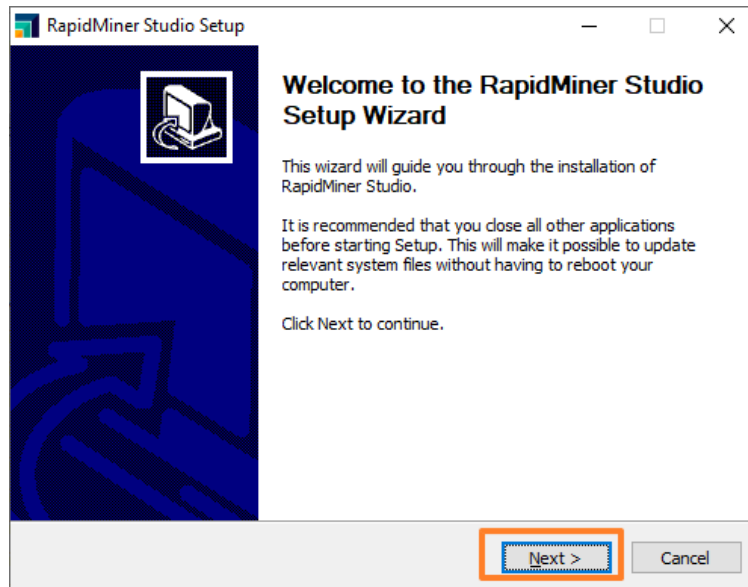 RapidMiner Studio Setup
Welcome to the RapidMiner Studio
Setup Wizard
This wizard will guide you through the installation of
RapidMiner Studio.
It is recommended that you close all other applications
before starting Setup. This will make it possible to update
relevant system files without having to reboot your
computer.
Click Next to continue.
Next >
Cancel